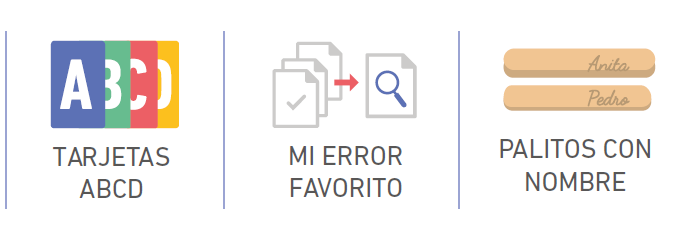 ABCD
TARJETAS
ABCD
MI ERROR
FAVORITO
Anita
Pedro
PALITOS CON
NOMBRE